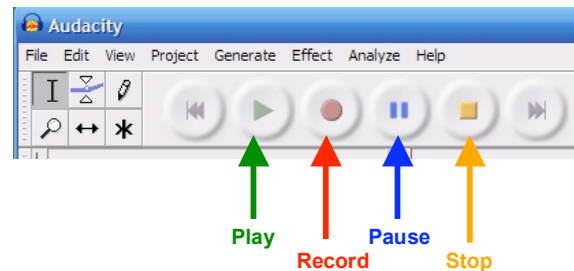 Audacity
File Edit View Project Generate Effect Analyze Help
Play Pause
Record Stop